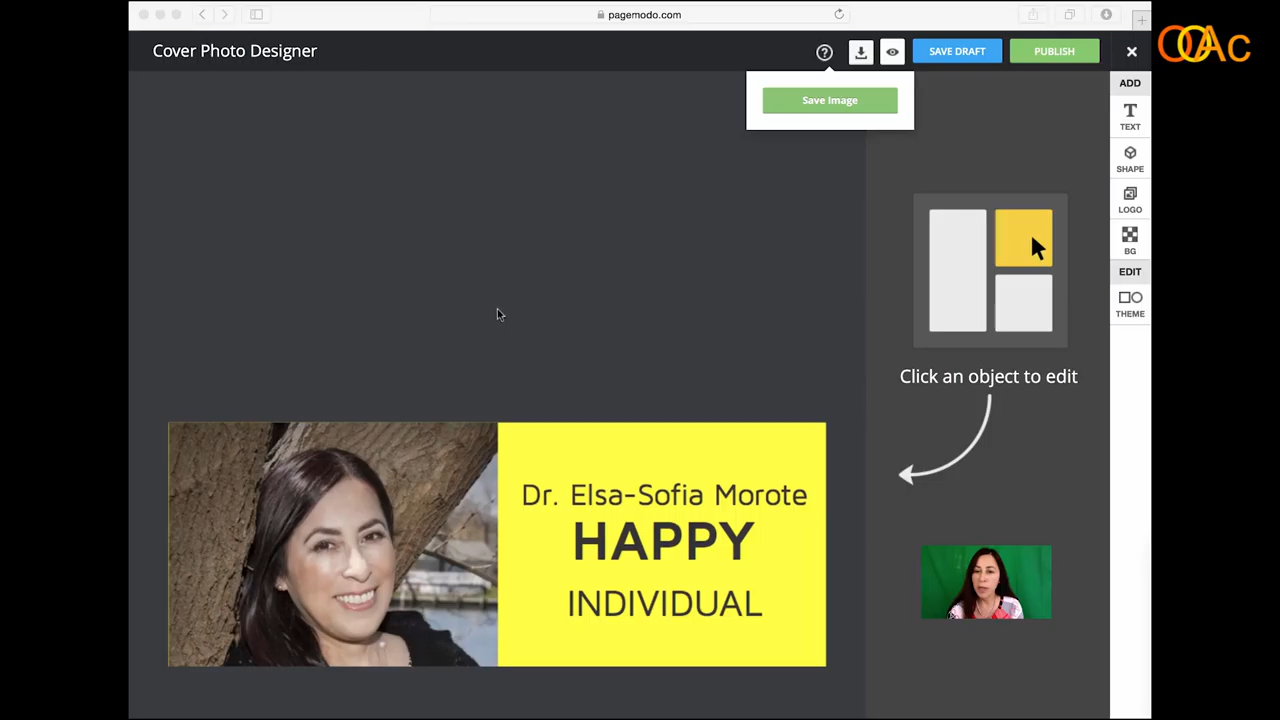 pagemodo.com
OOAc
Cover Photo Designer
SAVE DRAFT
PUBLISH
Save Image
ADD
TEXT
SHAPE
LOGO
BG
EDIT
THEME
Click an object to edit
Dr. Elsa-Sofia Morote
HAPPY
INDIVIDUAL